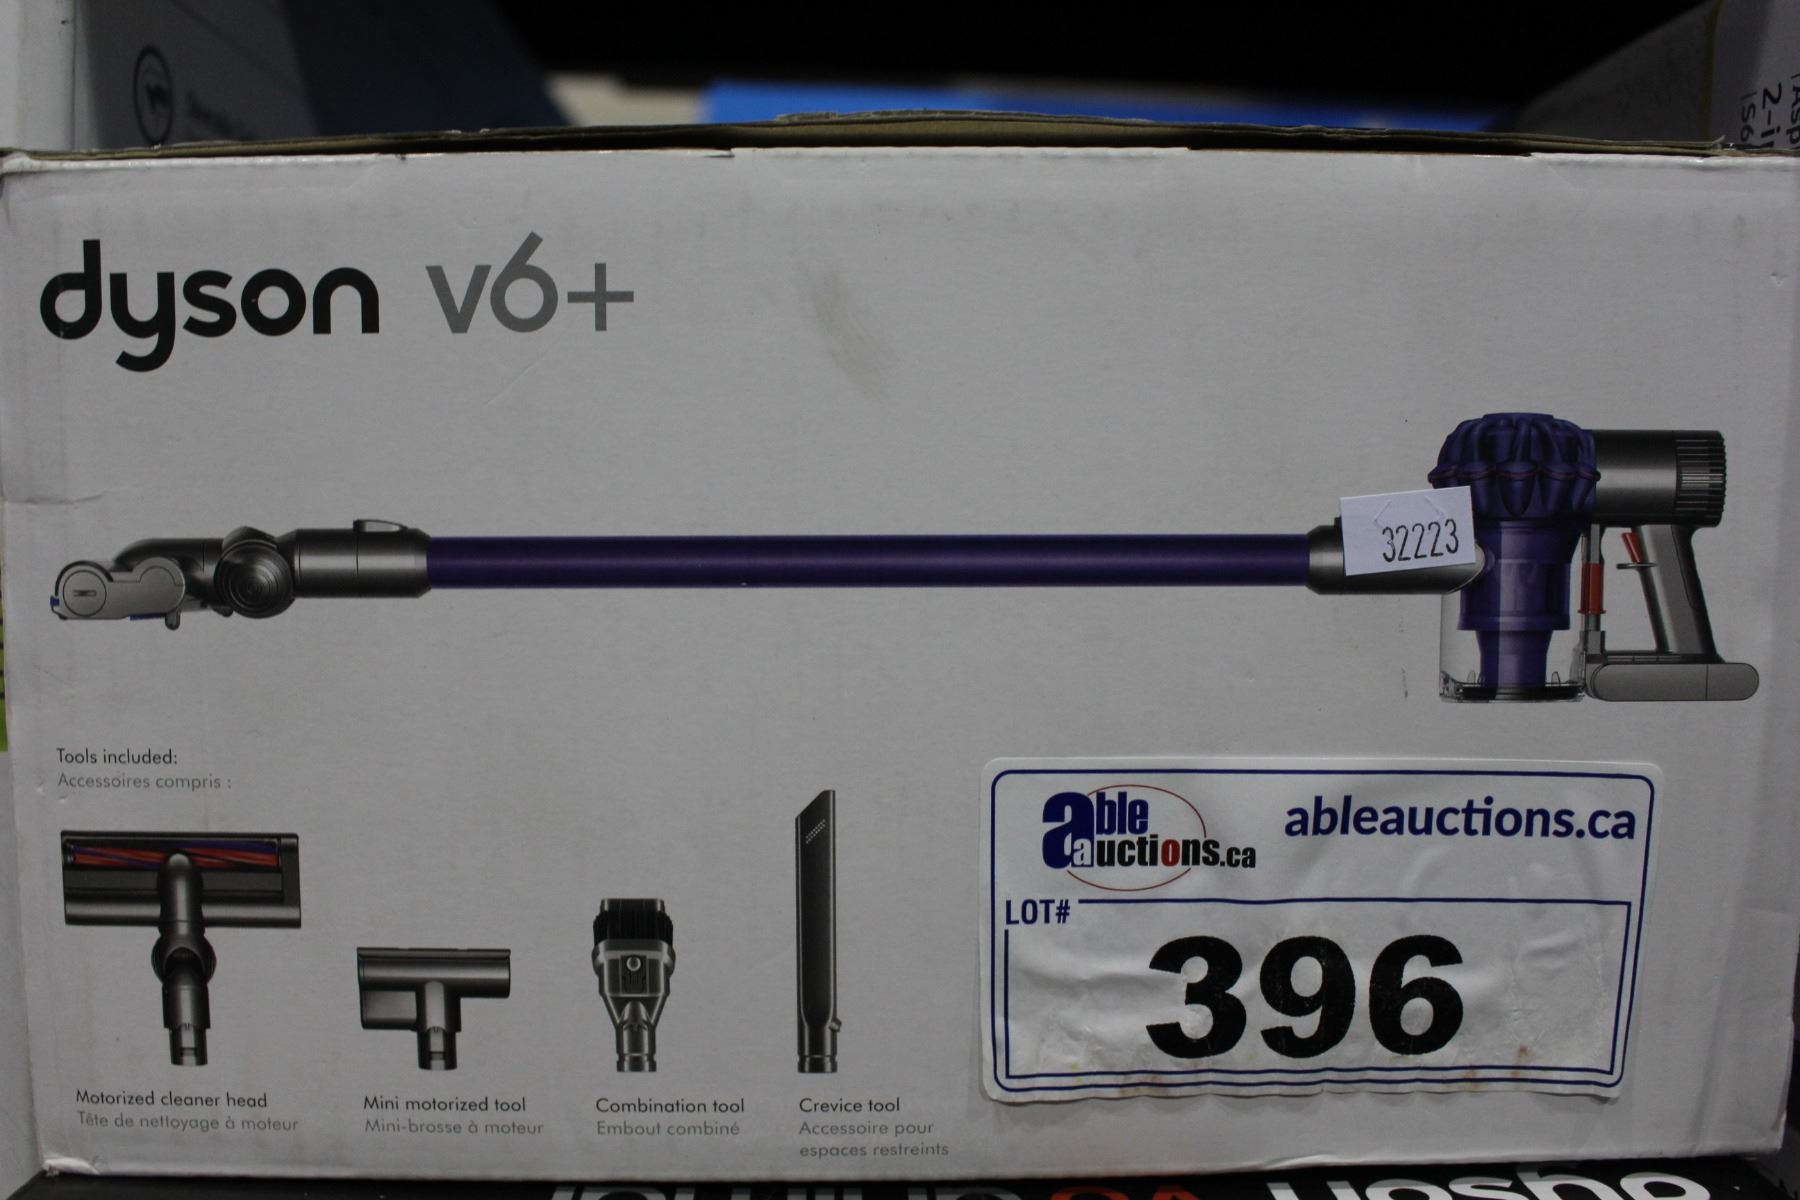 dyson v6+
32223
Tools included:
Accessoires compris :
Motorized cleaner head
Tête de nettoyage à moteur
Mini motorized tool
Mini-brosse à moteur
Combination tool
Embout combiné
Crevice tool
Accessoire pour
espaces restreints
able
auctions.ca
ableauctions.ca
LOT#
396